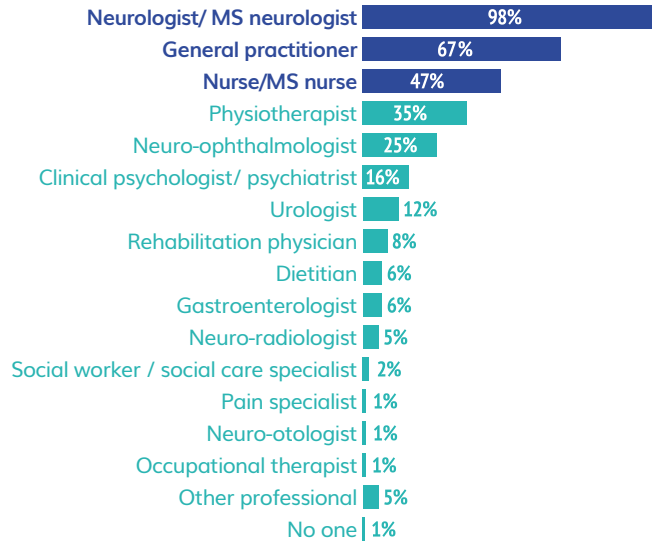 Neurologist/ MS neurologist 98%
General practitioner 67%
Nurse/MS nurse 47%
Physiotherapist 35%
Neuro-ophthalmologist 25%
Clinical psychologist/ psychiatrist 16%
Urologist 12%
Rehabilitation physician 8%
Dietitian 6%
Gastroenterologist 6%
Neuro-radiologist 5%
Social worker / social care specialist 2%
Pain specialist 1%
Neuro-otologist 1%
Occupational therapist 1%
Other professional 5%
No one 1%